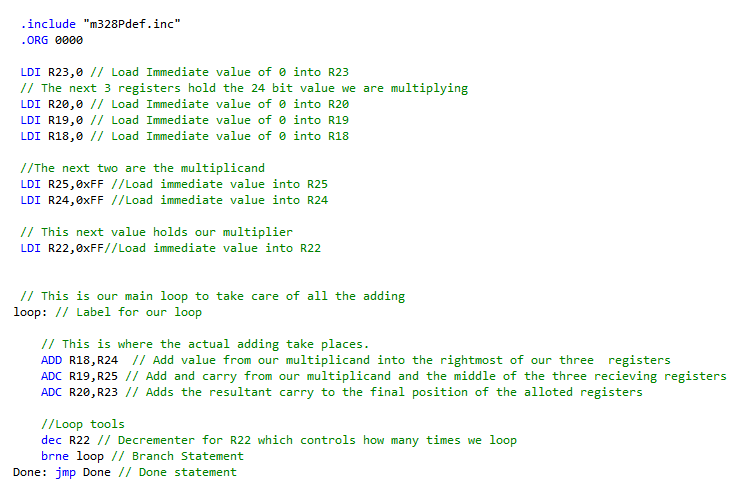 .include "m328Pdef.inc"
.ORG 0000
LDI R23,0 // Load Immediate value of 0 into R23
// The next 3 registers hold the 24 bit value we are multiplying
LDI R20,0 // Load Immediate value of 0 into R20
LDI R19,0 // Load Immediate value of 0 into R19
LDI R18,0 // Load Immediate value of 0 into R18
//The next two are the multiplicand
LDI R25,0xFF //Load immediate value into R25
LDI R24,0xFF //Load immediate value into R24
// This next value holds our multiplier
LDI R22,0xFF//Load immediate value into R22
// This is our main loop to take care of all the adding
loop: // Label for our loop
// This is where the actual adding take places.
ADD R18,R24  // Add value from our multiplicand into the rightmost of our three  registers
ADC R19,R25 // Add and carry from our multiplicand and the middle of the three recieving registers
ADC R20,R23 // Adds the resultant carry to the final position of the alloted registers
//Loop tools
dec R22 // Decrementer for R22 which controls how many times we loop
brne loop // Branch Statement
Done: jmp Done // Done statement